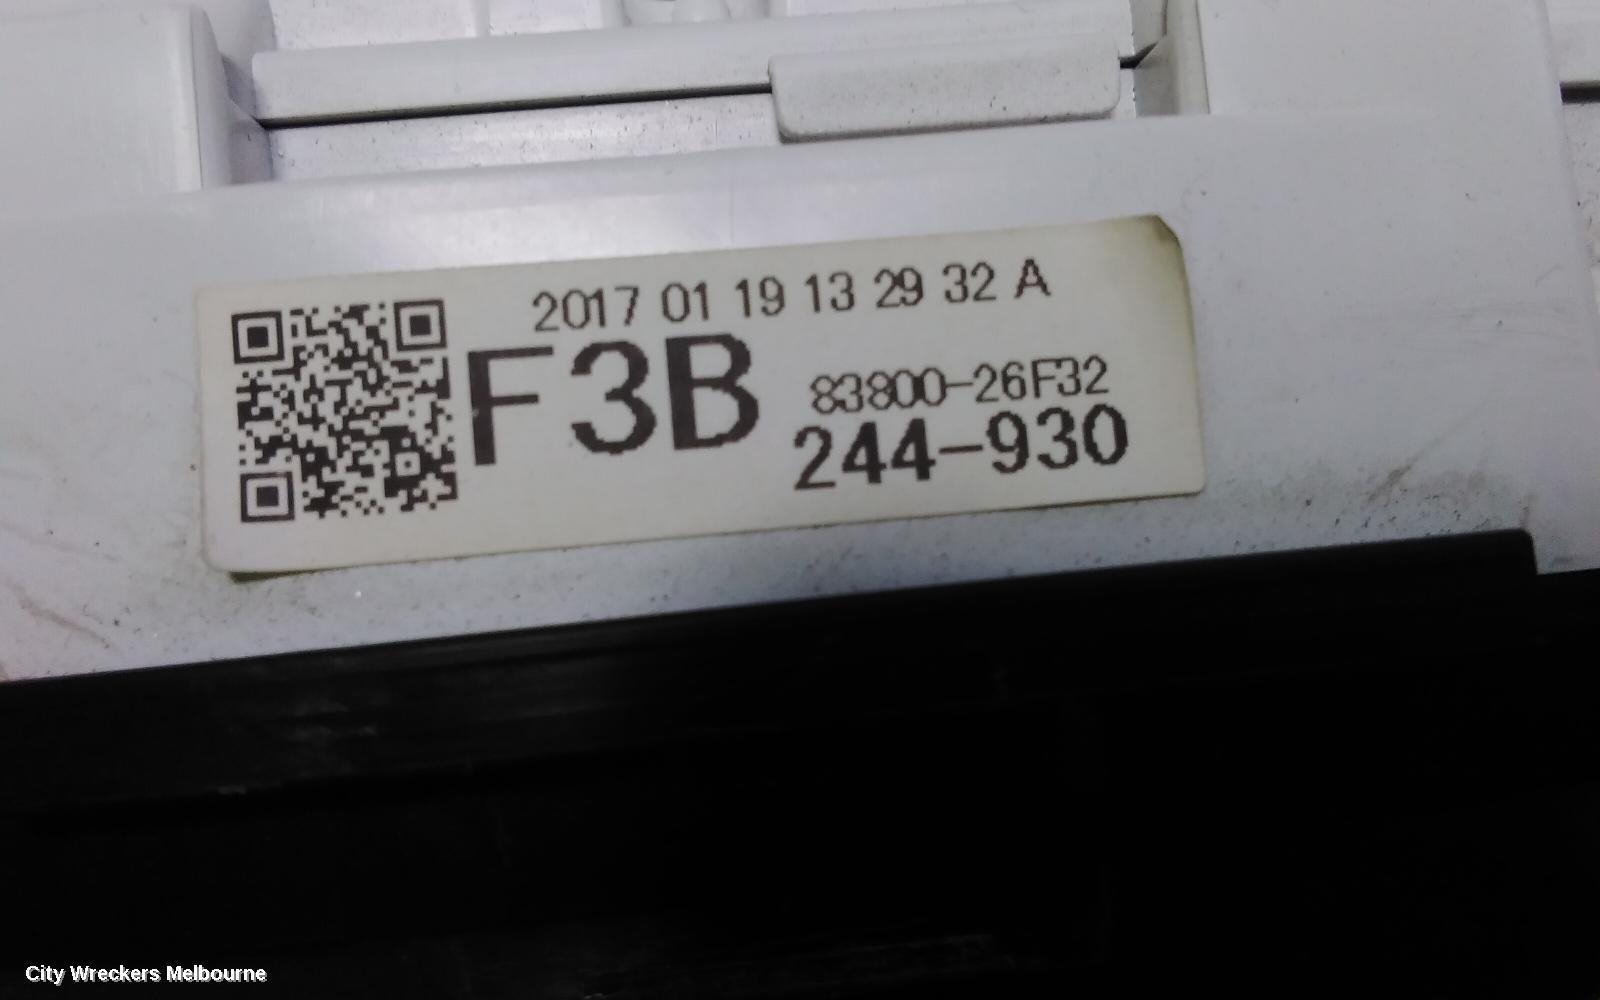 2017 01 19 13 29 32 A
F3B
83800-26F32
244-930
City Wreckers Melbourne